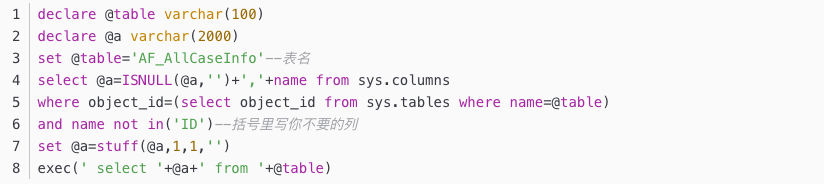 1 declare @table varchar(100)
2 declare @a varchar(2000)
3 set @table='AF_AllCaseInfo'--表名
4 select @a=ISNULL(@a,'')+','+name from sys.columns
5 where object_id=(select object_id from sys.tables where name=@table)
6 and name not in('ID')--括号里写你不要的列
7 set @a=stuff(@a,1,1,'')
8 exec(' select '+@a+' from '+@table)